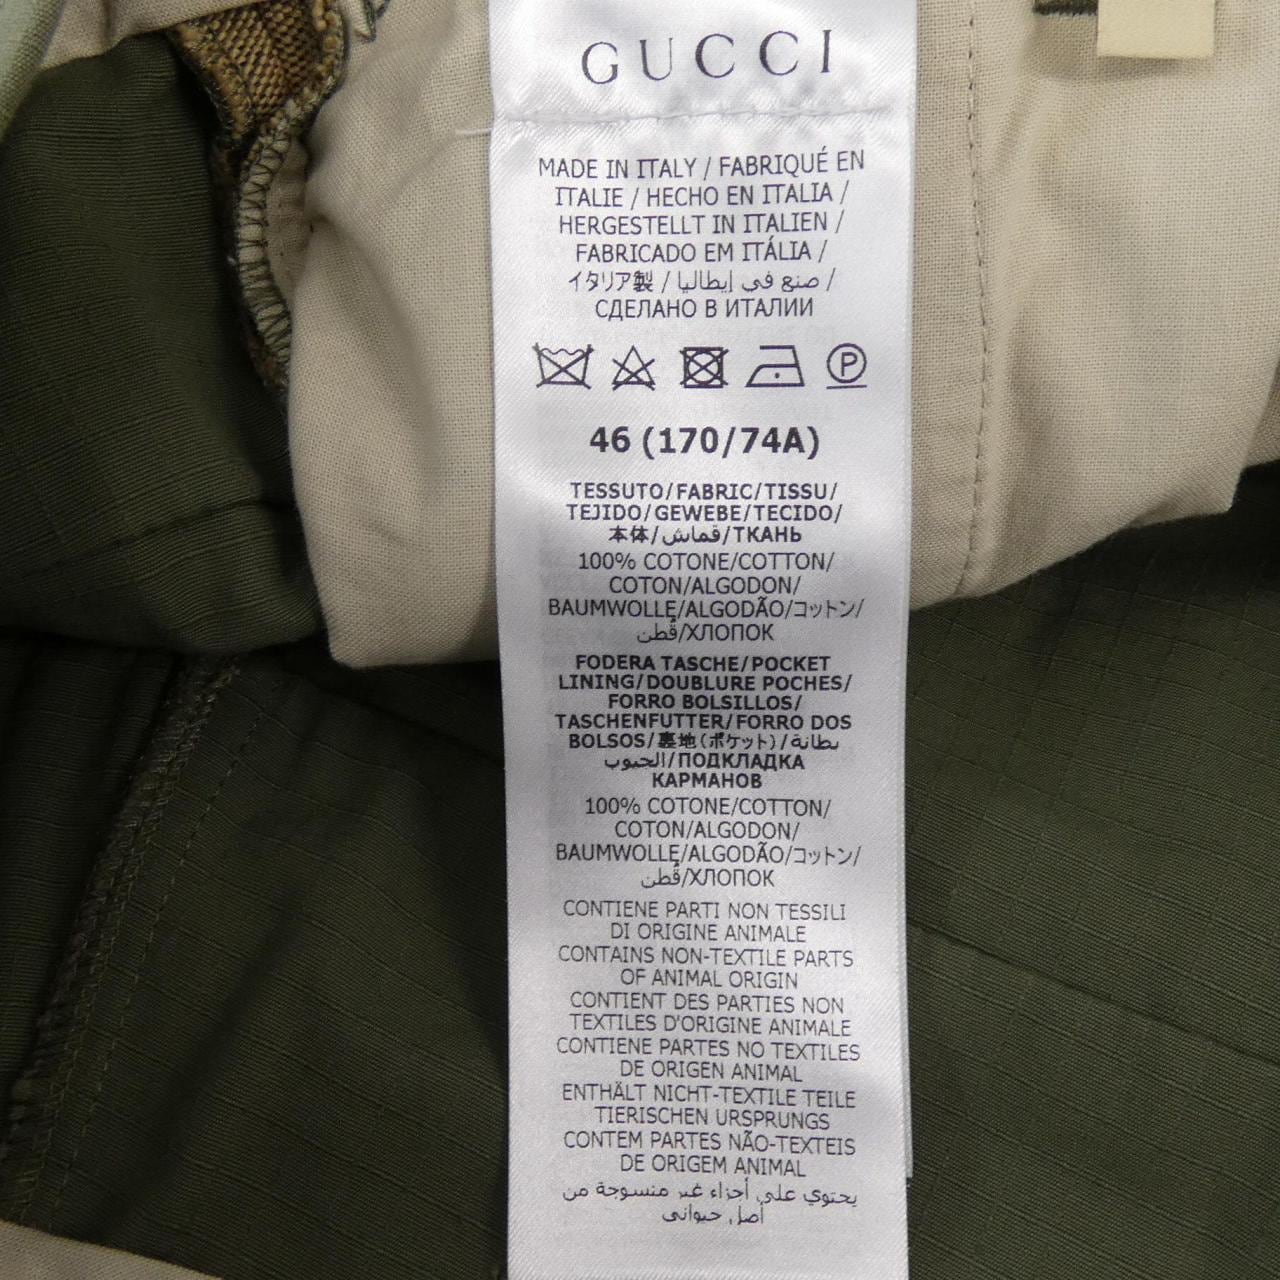 GUCCI
MADE IN ITALY / FABRIQUÉ EN
ITALIE / HECHO EN ITALIA /
HERGESTELLT IN ITALIEN /
FABRICADO EM ITÁLIA /
イタリア製 / صنع في إيطاليا /
СДЕЛАНО В ИТАЛИИ
P
46 (170/74A)
TESSUTO/FABRIC/TISSU/
TEJIDO/GEWEBE/TECIDO/
本体/قماش/ТКАНЬ
100% COTONE/COTTON/
COTON/ALGODON/
BAUMWOLLE/ALGODÃO/コットン/
قُطن/ХЛОПОК
FODERA TASCHE/POCKET
LINING/DOUBLURE POCHES/
FORRO BOLSILLOS/
TASCHENFUTTER/FORRO DOS
BOLSOS/裏地(ポケット)/بطانة
الجيوب/ПОДКЛАДКА
КАРМАНОВ
100% COTONE/COTTON/
COTON/ALGODON/
BAUMWOLLE/ALGODÃO/コットン/
قُطن/ХЛОПОК
CONTIENE PARTI NON TESSILI
DI ORIGINE ANIMALE
CONTAINS NON-TEXTILE PARTS
OF ANIMAL ORIGIN
CONTIENT DES PARTIES NON
TEXTILES D'ORIGINE ANIMALE
CONTIENE PARTES NO TEXTILES
DE ORIGEN ANIMAL
ENTHÄLT NICHT-TEXTILE TEILE
TIERISCHEN URSPRUNGS
CONTEM PARTES NÃO-TEXTEIS
DE ORIGEM ANIMAL
يحتوي على أجزاء غير منسوجة من
أصل حيواني